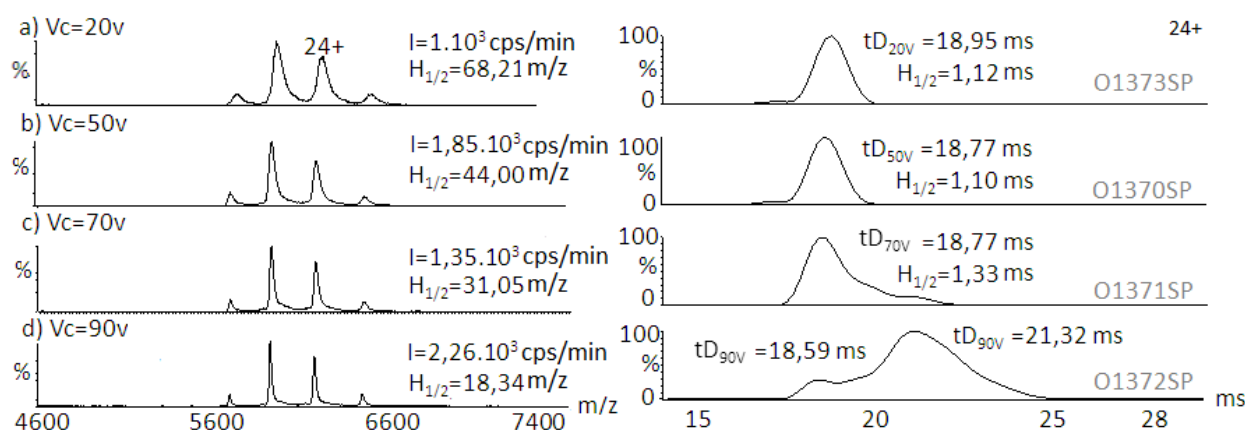 a) Vc=20v
24+
I=1.10³ cps/min
H1/2=68,21 m/z
%
100
%
0
tD20V =18,95 ms
H1/2=1,12 ms
24+
O1373SP
b) Vc=50v
I=1,85.10³ cps/min
H1/2=44,00 m/z
%
100
%
0
tD50V =18,77 ms
H1/2=1,10 ms
O1370SP
c) Vc=70v
I=1,35.10³ cps/min
H1/2=31,05 m/z
%
100
%
0
tD70V =18,77 ms
H1/2=1,33 ms
O1371SP
d) Vc=90v
I=2,26.10³ cps/min
H1/2=18,34 m/z
%
100
%
0
tD90V =18,59 ms
tD90V =21,32 ms
O1372SP
4600 5600 6600 7400 m/z
15 20 25 28 ms